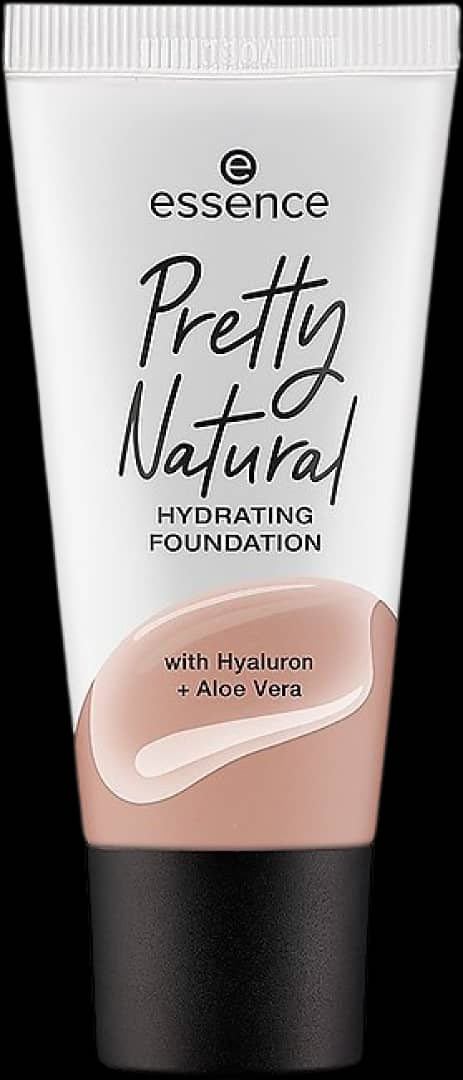 e
essence
Pretty
Natural
HYDRATING
FOUNDATION
with Hyaluron
+ Aloe Vera